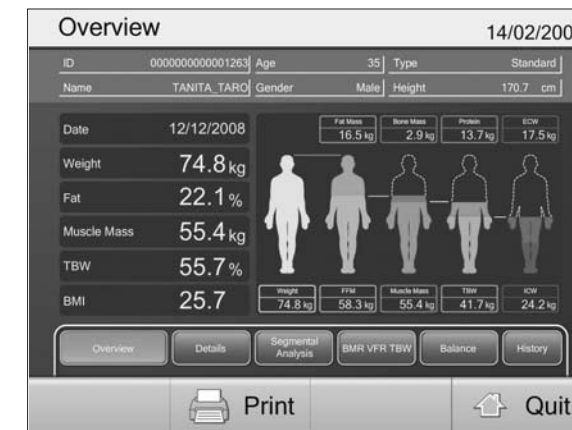 Overview 14/02/200
ID 0000000000001263 Age 35 Type Standard
Name TANITA_TARO Gender Male Height 170.7 cm
Date 12/12/2008
Weight 74.8 kg
Fat 22.1 %
Muscle Mass 55.4 kg
TBW 55.7 %
BMI 25.7
Fat Mass Bone Mass Protein ECW
16.5 kg 2.9 kg 13.7 kg 17.5 kg
Weight FFM Muscle Mass TBW ICW
74.8 kg 58.3 kg 55.4 kg 41.7 kg 24.2 kg
Overview Details Segmental Analysis BMR VFR TBW Balance History
Print Quit